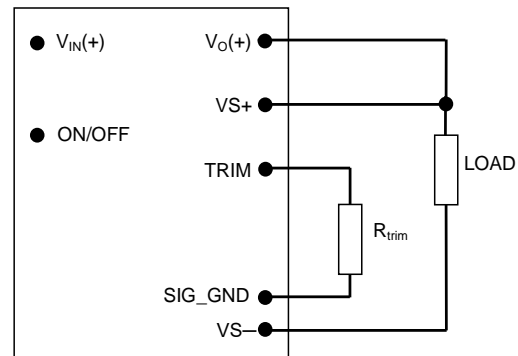 V_IN(+)
V_O(+)
VS+
ON/OFF
TRIM
LOAD
R_trim
SIG_GND
VS─